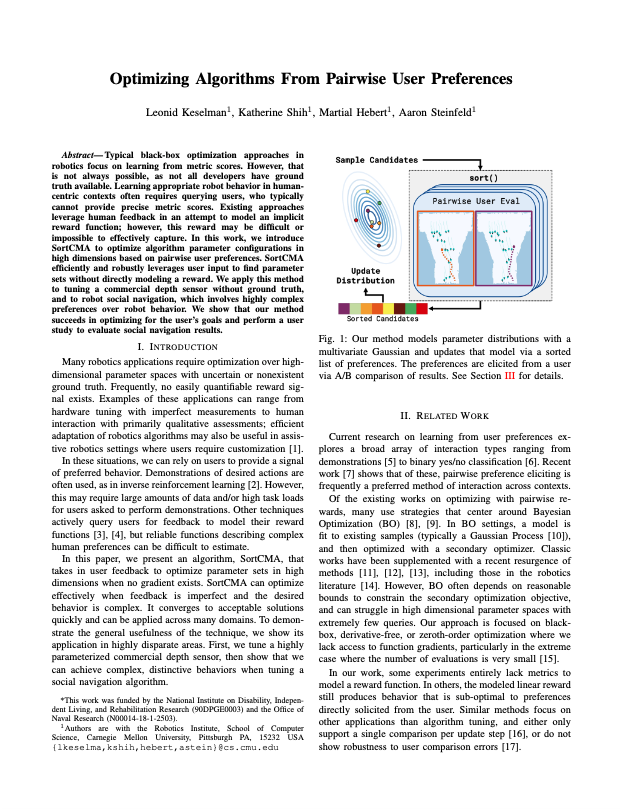 Optimizing Algorithms From Pairwise User Preferences
Leonid Keselman¹, Katherine Shih¹, Martial Hebert¹, Aaron Steinfeld¹
Abstract— Typical black-box optimization approaches in
robotics focus on learning from metric scores. However, that
is not always possible, as not all developers have ground
truth available. Learning appropriate robot behavior in human-
centric contexts often requires querying users, who typically
cannot provide precise metric scores. Existing approaches
leverage human feedback in an attempt to model an implicit
reward function; however, this reward may be difficult or
impossible to effectively capture. In this work, we introduce
SortCMA to optimize algorithm parameter configurations in
high dimensions based on pairwise user preferences. SortCMA
efficiently and robustly leverages user input to find parameter
sets without directly modeling a reward. We apply this method
to tuning a commercial depth sensor without ground truth,
and to robot social navigation, which involves highly complex
preferences over robot behavior. We show that our method
succeeds in optimizing for the user's goals and perform a user
study to evaluate social navigation results.
I. Introduction
Many robotics applications require optimization over high-
dimensional parameter spaces with uncertain or nonexistent
ground truth. Frequently, no easily quantifiable reward sig-
nal exists. Examples of these applications can range from
hardware tuning with imperfect measurements to human
interaction with primarily qualitative assessments; efficient
adaptation of robotics algorithms may also be useful in assis-
tive robotics settings where users require customization [1].
In these situations, we can rely on users to provide a signal
of preferred behavior. Demonstrations of desired actions are
often used, as in inverse reinforcement learning [2]. However,
this may require large amounts of data and/or high task loads
for users asked to perform demonstrations. Other techniques
actively query users for feedback to model their reward
functions [3], [4], but reliable functions describing complex
human preferences can be difficult to estimate.
In this paper, we present an algorithm, SortCMA, that
takes in user feedback to optimize parameter sets in high
dimensions when no gradient exists. SortCMA can optimize
effectively when feedback is imperfect and the desired
behavior is complex. It converges to acceptable solutions
quickly and can be applied across many domains. To demon-
strate the general usefulness of the technique, we show its
application in highly disparate areas. First, we tune a highly
parameterized commercial depth sensor, then show that we
can achieve complex, distinctive behaviors when tuning a
social navigation algorithm.
*This work was funded by the National Institute on Disability, Indepen-
dent Living, and Rehabilitation Research (90DPGE0003) and the Office of
Naval Research (N00014-18-1-2503).
¹Authors are with the Robotics Institute, School of Computer
Science, Carnegie Mellon University, Pittsburgh PA, 15232 USA
{lkeselma,kshih,hebert,astein}@cs.cmu.edu
Sample Candidates
sort()
Pairwise User Eval
Update
Distribution
Sorted Candidates
Fig. 1: Our method models parameter distributions with a
multivariate Gaussian and updates that model via a sorted
list of preferences. The preferences are elicited from a user
via A/B comparison of results. See Section III for details.
II. Related Work
Current research on learning from user preferences ex-
plores a broad array of interaction types ranging from
demonstrations [5] to binary yes/no classification [6]. Recent
work [7] shows that of these, pairwise preference eliciting is
frequently a preferred method of interaction across contexts.
Of the existing works on optimizing with pairwise re-
wards, many use strategies that center around Bayesian
Optimization (BO) [8], [9]. In BO settings, a model is
fit to existing samples (typically a Gaussian Process [10]),
and then optimized with a secondary optimizer. Classic
works have been supplemented with a recent resurgence of
methods [11], [12], [13], including those in the robotics
literature [14]. However, BO often depends on reasonable
bounds to constrain the secondary optimization objective,
and can struggle in high dimensional parameter spaces with
extremely few queries. Our approach is focused on black-
box, derivative-free, or zeroth-order optimization where we
lack access to function gradients, particularly in the extreme
case where the number of evaluations is very small [15].
In our work, some experiments entirely lack metrics to
model a reward function. In others, the modeled linear reward
still produces behavior that is sub-optimal to preferences
directly solicited from the user. Similar methods focus on
other applications than algorithm tuning, and either only
support a single comparison per update step [16], or do not
show robustness to user comparison errors [17].